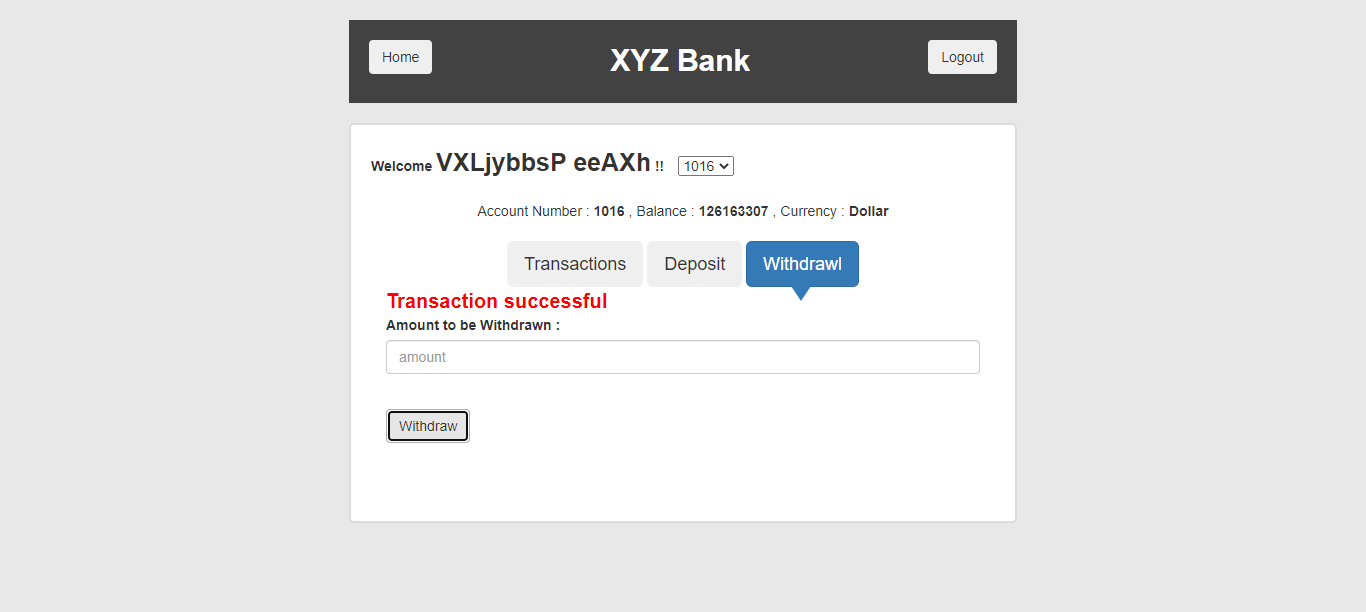 Home XYZ Bank Logout
Welcome VXLjybbsP eeAXh !! 1016
Account Number : 1016 , Balance : 126163307 , Currency : Dollar
Transactions Deposit Withdrawl
Transaction successful
Amount to be Withdrawn :
amount
Withdraw